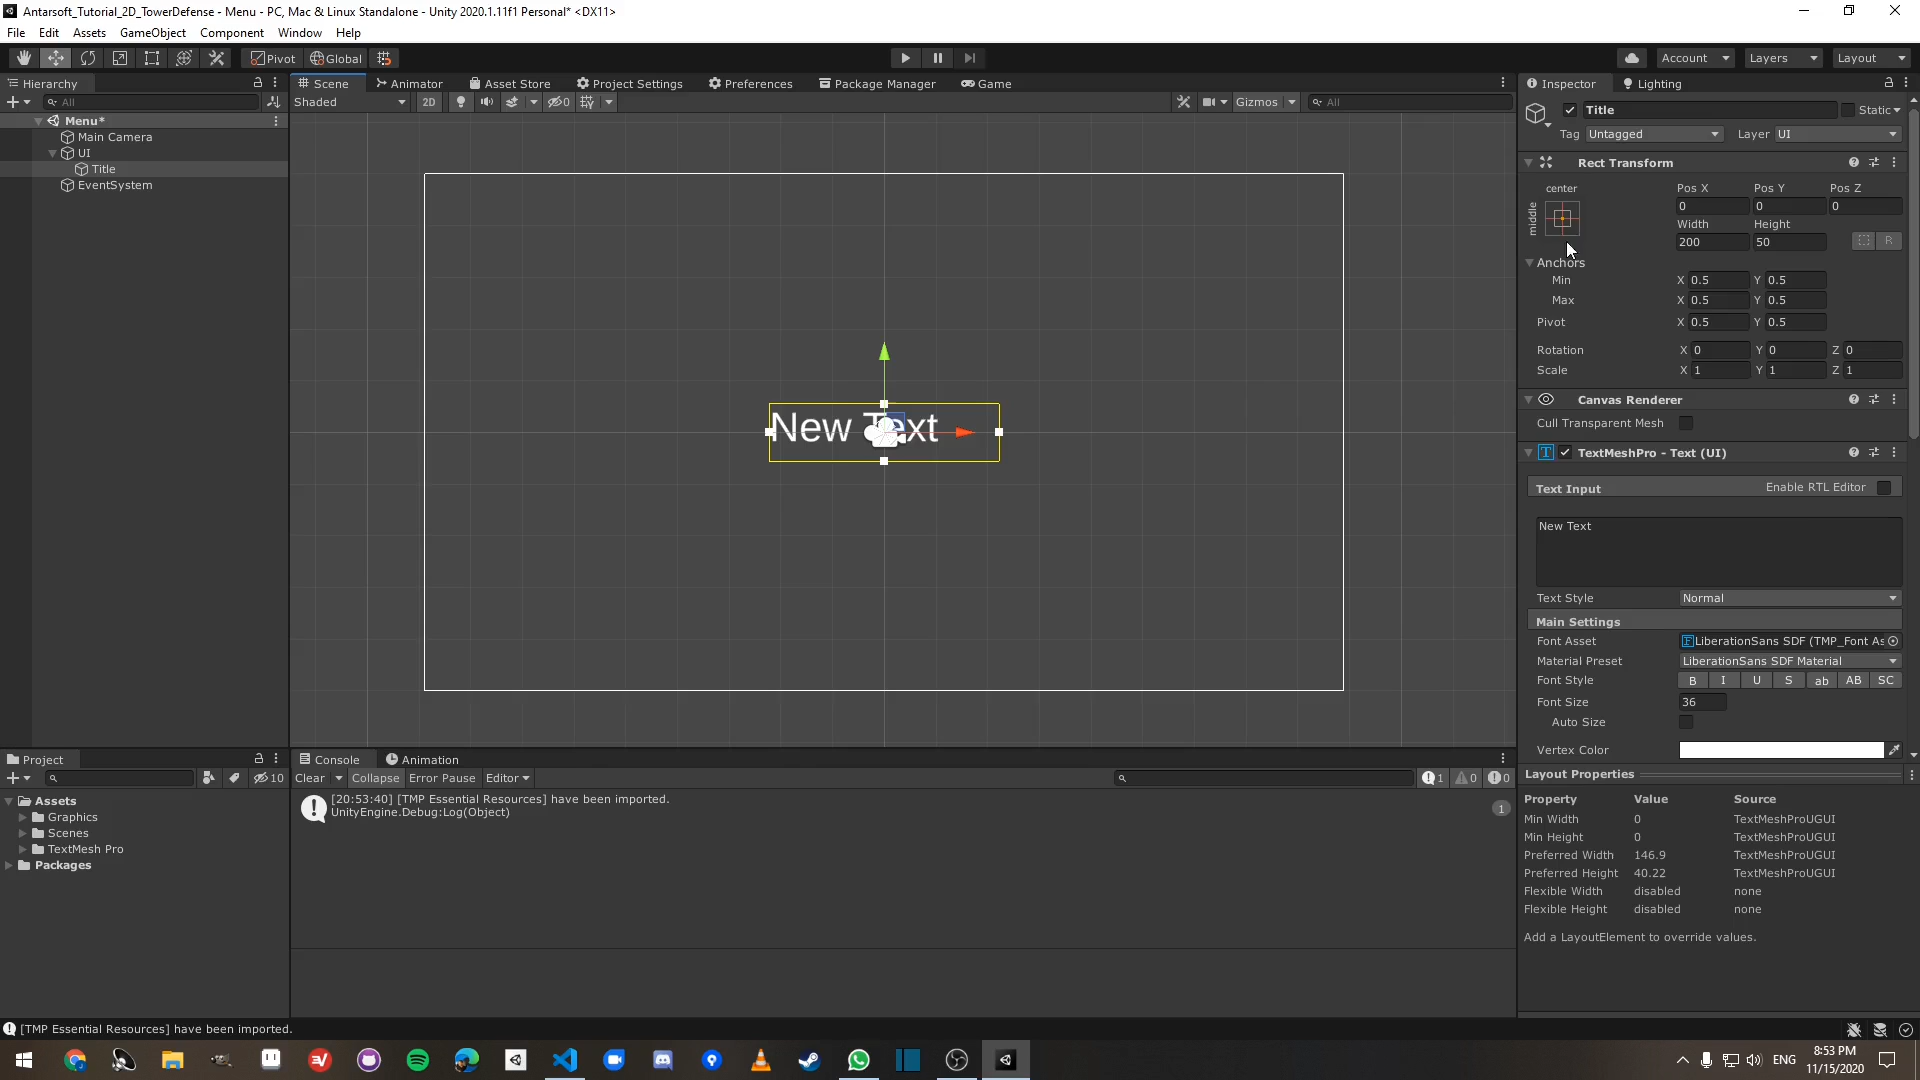 Antarsoft_Tutorial_2D_TowerDefense - Menu - PC, Mac & Linux Standalone - Unity 2020.1.11f1 Personal* <DX11>
File Edit Assets GameObject Component Window Help
Pivot Global Account Layers Layout
Hierarchy
All
Menu*
Main Camera
UI
Title
EventSystem
Scene Animator Asset Store Project Settings Preferences Package Manager Game
Shaded 2D 0 Gizmos All
New Text
Inspector Lighting
Title Static
Tag Untagged Layer UI
Rect Transform
center
middle
Pos X Pos Y Pos Z
0 0 0
Width Height
200 50 R
Anchors
Min X 0.5 Y 0.5
Max X 0.5 Y 0.5
Pivot X 0.5 Y 0.5
Rotation X 0 Y 0 Z 0
Scale X 1 Y 1 Z 1
Canvas Renderer
Cull Transparent Mesh
TextMeshPro - Text (UI)
Text Input Enable RTL Editor
New Text
Text Style Normal
Main Settings
Font Asset LiberationSans SDF (TMP_Font As
Material Preset LiberationSans SDF Material
Font Style B I U S ab AB SC
Font Size 36
Auto Size
Vertex Color
Layout Properties
Property Value Source
Min Width 0 TextMeshProUGUI
Min Height 0 TextMeshProUGUI
Preferred Width 146.9 TextMeshProUGUI
Preferred Height 40.22 TextMeshProUGUI
Flexible Width disabled none
Flexible Height disabled none
Add a LayoutElement to override values.
Project
10
Assets
Graphics
Scenes
TextMesh Pro
Packages
Console Animation
Clear Collapse Error Pause Editor 1 0 0
[20:53:40] [TMP Essential Resources] have been imported.
UnityEngine.Debug:Log(Object)
1
[TMP Essential Resources] have been imported.
ENG
8:53 PM
11/15/2020